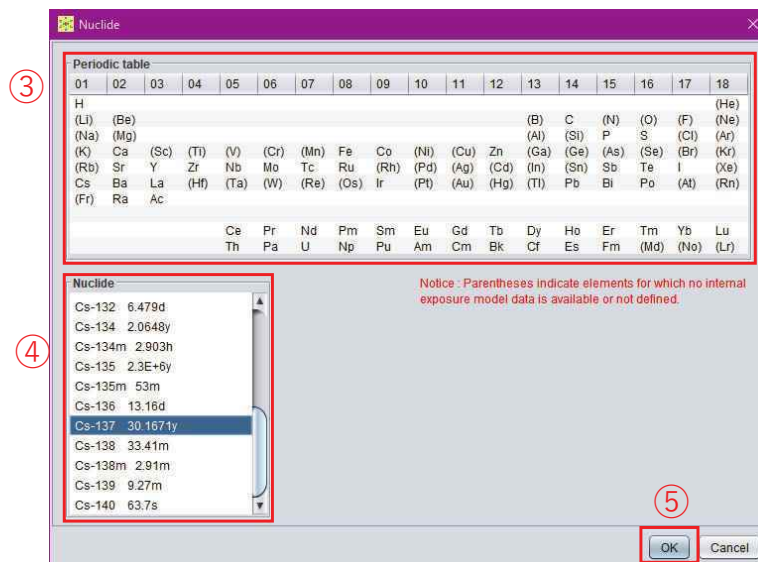 Nuclide
③
Periodic table
01 02 03 04 05 06 07 08 09 10 11 12 13 14 15 16 17 18
H (He)
(Li) (Be) (B) C (N) (O) (F) (Ne)
(Na) (Mg) (Al) (Si) P S (Cl) (Ar)
(K) Ca (Sc) (Ti) (V) (Cr) (Mn) Fe Co (Ni) (Cu) Zn (Ga) (Ge) (As) (Se) (Br) (Kr)
(Rb) Sr Y Zr Nb Mo Tc Ru (Rh) (Pd) (Ag) (Cd) (In) (Sn) Sb Te I (Xe)
Cs Ba La (Hf) (Ta) (W) (Re) (Os) Ir (Pt) (Au) (Hg) (Tl) Pb Bi Po (At) (Rn)
(Fr) Ra Ac
Ce Pr Nd Pm Sm Eu Gd Tb Dy Ho Er Tm Yb Lu
Th Pa U Np Pu Am Cm Bk Cf Es Fm (Md) (No) (Lr)
④
Nuclide
Cs-132 6.479d
Cs-134 2.0648y
Cs-134m 2.903h
Cs-135 2.3E+6y
Cs-135m 53m
Cs-136 13.16d
Cs-137 30.1671y
Cs-138 33.41m
Cs-138m 2.91m
Cs-139 9.27m
Cs-140 63.7s
Notice : Parentheses indicate elements for which no internal
exposure model data is available or not defined.
⑤
OK Cancel